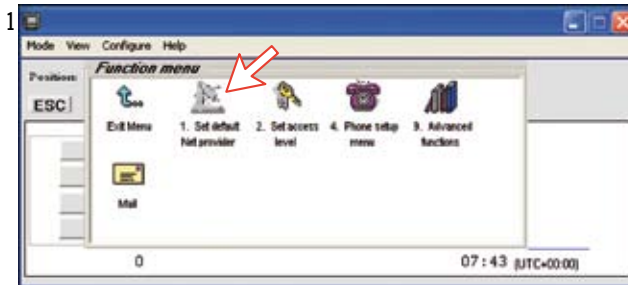 1
Mode View Configure Help
Function menu
Position:
ESC
Exit Menu 1. Set default Net provider 2. Set access level 4. Phone setup menu 9. Advanced functions
Mail
0 07:43 (UTC+00:00)